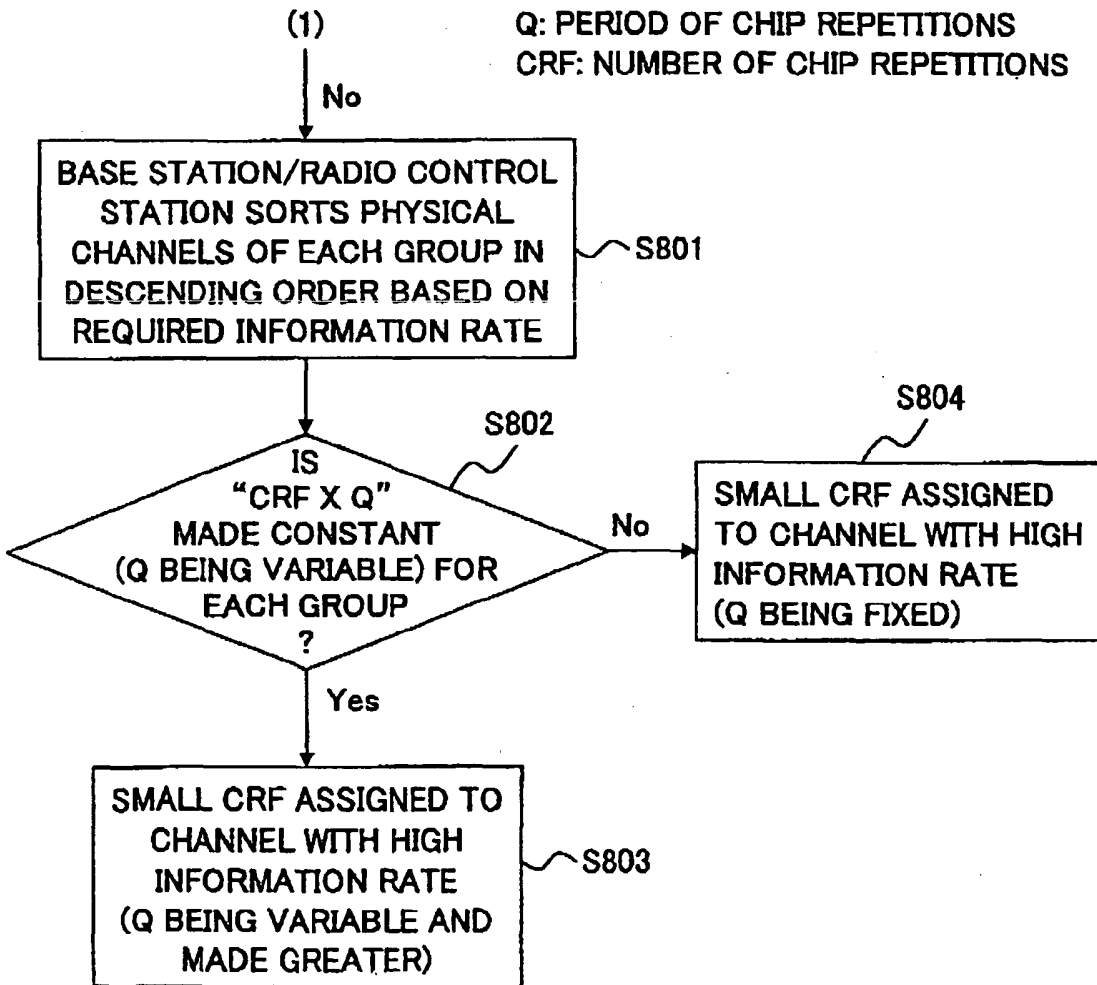 (1)
Q: PERIOD OF CHIP REPETITIONS
CRF: NUMBER OF CHIP REPETITIONS
No
BASE STATION/RADIO CONTROL
STATION SORTS PHYSICAL
CHANNELS OF EACH GROUP IN
DESCENDING ORDER BASED ON
REQUIRED INFORMATION RATE
S801
S802
IS
“CRF X Q”
MADE CONSTANT
(Q BEING VARIABLE) FOR
EACH GROUP
?
No
S804
SMALL CRF ASSIGNED
TO CHANNEL WITH HIGH
INFORMATION RATE
(Q BEING FIXED)
Yes
SMALL CRF ASSIGNED TO
CHANNEL WITH HIGH
INFORMATION RATE
(Q BEING VARIABLE AND
MADE GREATER)
S803